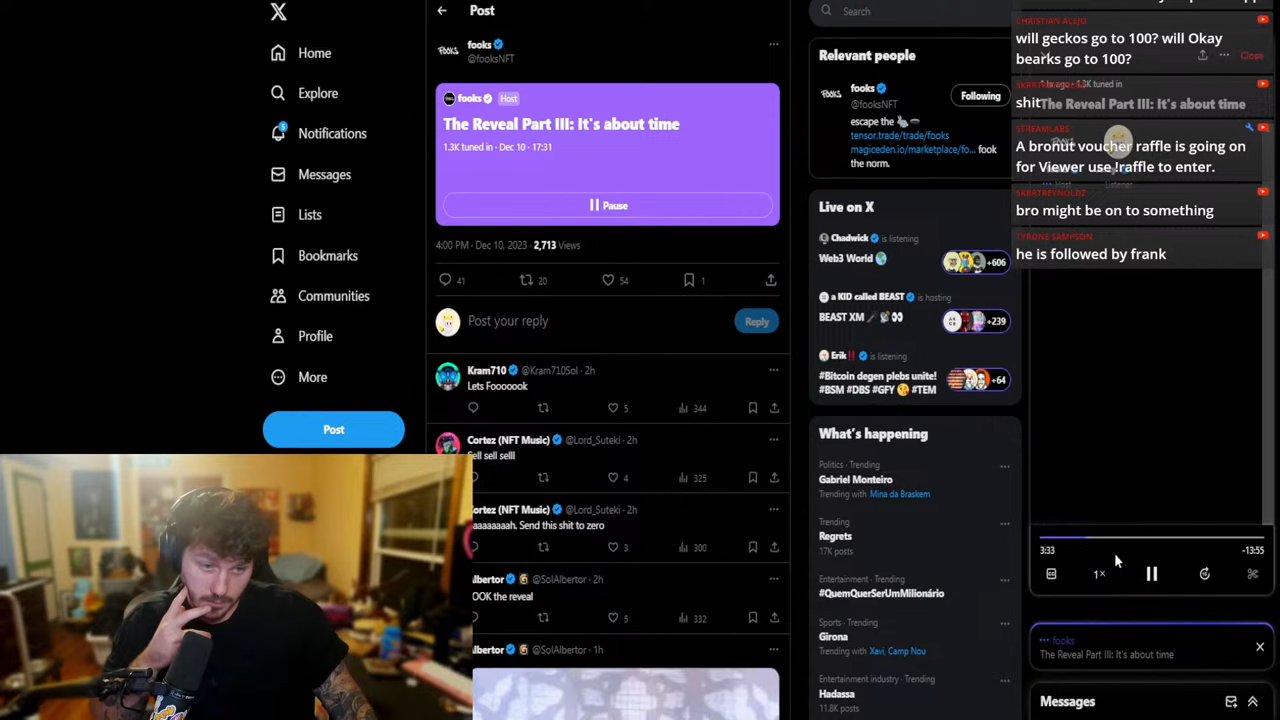 Home
Explore
5
Notifications
Messages
Lists
Bookmarks
Communities
Profile
More
Post
Post
fooks
@fooksNFT
fooks Host
The Reveal Part III: It's about time
1.3K tuned in · Dec 10 · 17:31
Pause
4:00 PM · Dec 10, 2023 · 2,713 Views
41 20 54 1
Post your reply
Reply
Kram710 @Kram710Sol · 2h
Lets Fooooook
5 344
Cortez (NFT Music) @Lord_Suteki · 2h
Sell sell selll
4 325
Cortez (NFT Music) @Lord_Suteki · 2h
Send this shit to zero
3 300
@SolAlbertor · 2h
the reveal
5 332
@SolAlbertor · 1h
Search
Relevant people
fooks
@fooksNFT
Following
escape the
tensor.trade/trade/fooks
magiceden.io/marketplace/fo... fook
the norm.
Live on X
Chadwick is listening
Web3 World
+606
a KID called BEAST is hosting
BEAST XM
+239
Erik is listening
#Bitcoin degen plebs unite!
#BSM #DBS #GFY #TEM
+64
What's happening
Politics · Trending
Gabriel Monteiro
Trending with Mina da Braskem
Trending
Regrets
17K posts
Entertainment · Trending
#QuemQuerSerUmMilionário
Sports · Trending
Girona
Trending with Xavi, Camp Nou
Entertainment industry · Trending
Hadassa
11.8K posts
CHRISTIAN ALEJO
will geckos go to 100? will Okay
bearks go to 100?
Close
1.3K tuned in
shit
The Reveal Part III: It's about time
STREAMLABS
A bronut voucher raffle is going on
for Viewer use !raffle to enter.
Host
Listener
SKRRTREYNOLDZ
bro might be on to something
TYRONE SAMPSON
he is followed by frank
3:33 -13:55
1×
fooks
The Reveal Part III: It's about time
Messages